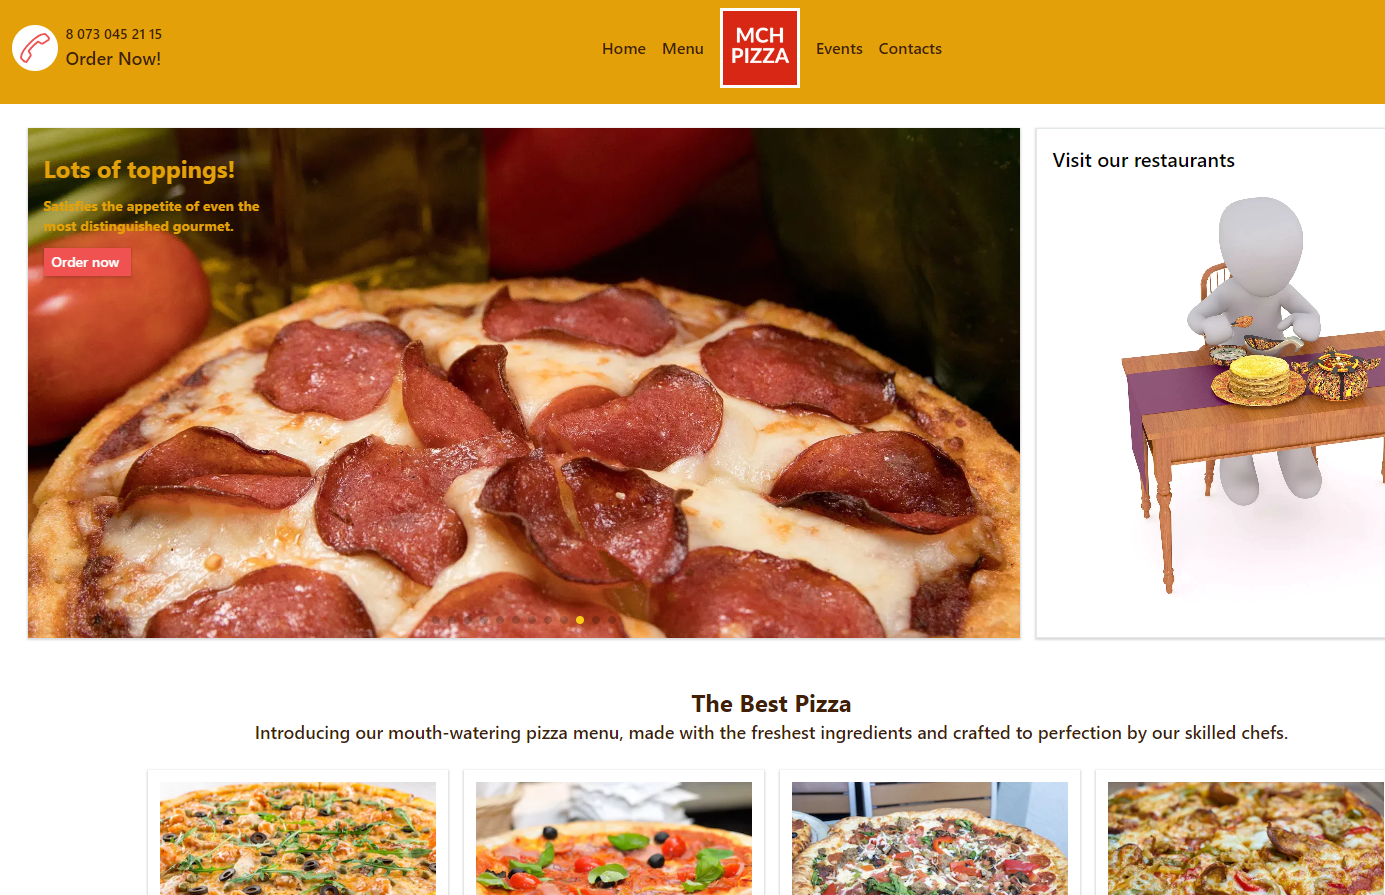 8 073 045 21 15
Order Now!
Home
Menu
MCH
PIZZA
Events
Contacts
Lots of toppings!
Satisfies the appetite of even the
most distinguished gourmet.
Order now
Visit our restaurants
The Best Pizza
Introducing our mouth-watering pizza menu, made with the freshest ingredients and crafted to perfection by our skilled chefs.